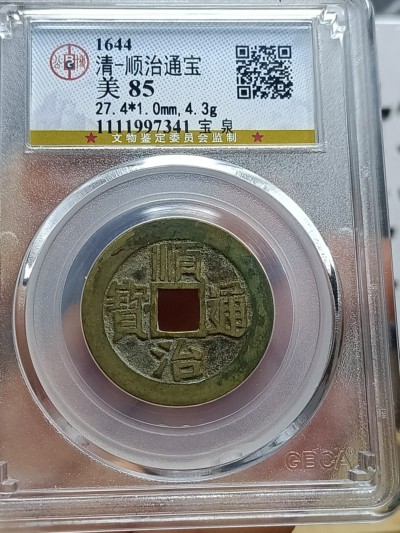 1644
清-顺治通宝
美 85
27.4*1.0mm,4.3g
1111997341 宝 泉
★ 文物鉴定委员会监制 ★
順
寶 通
治
GBCA